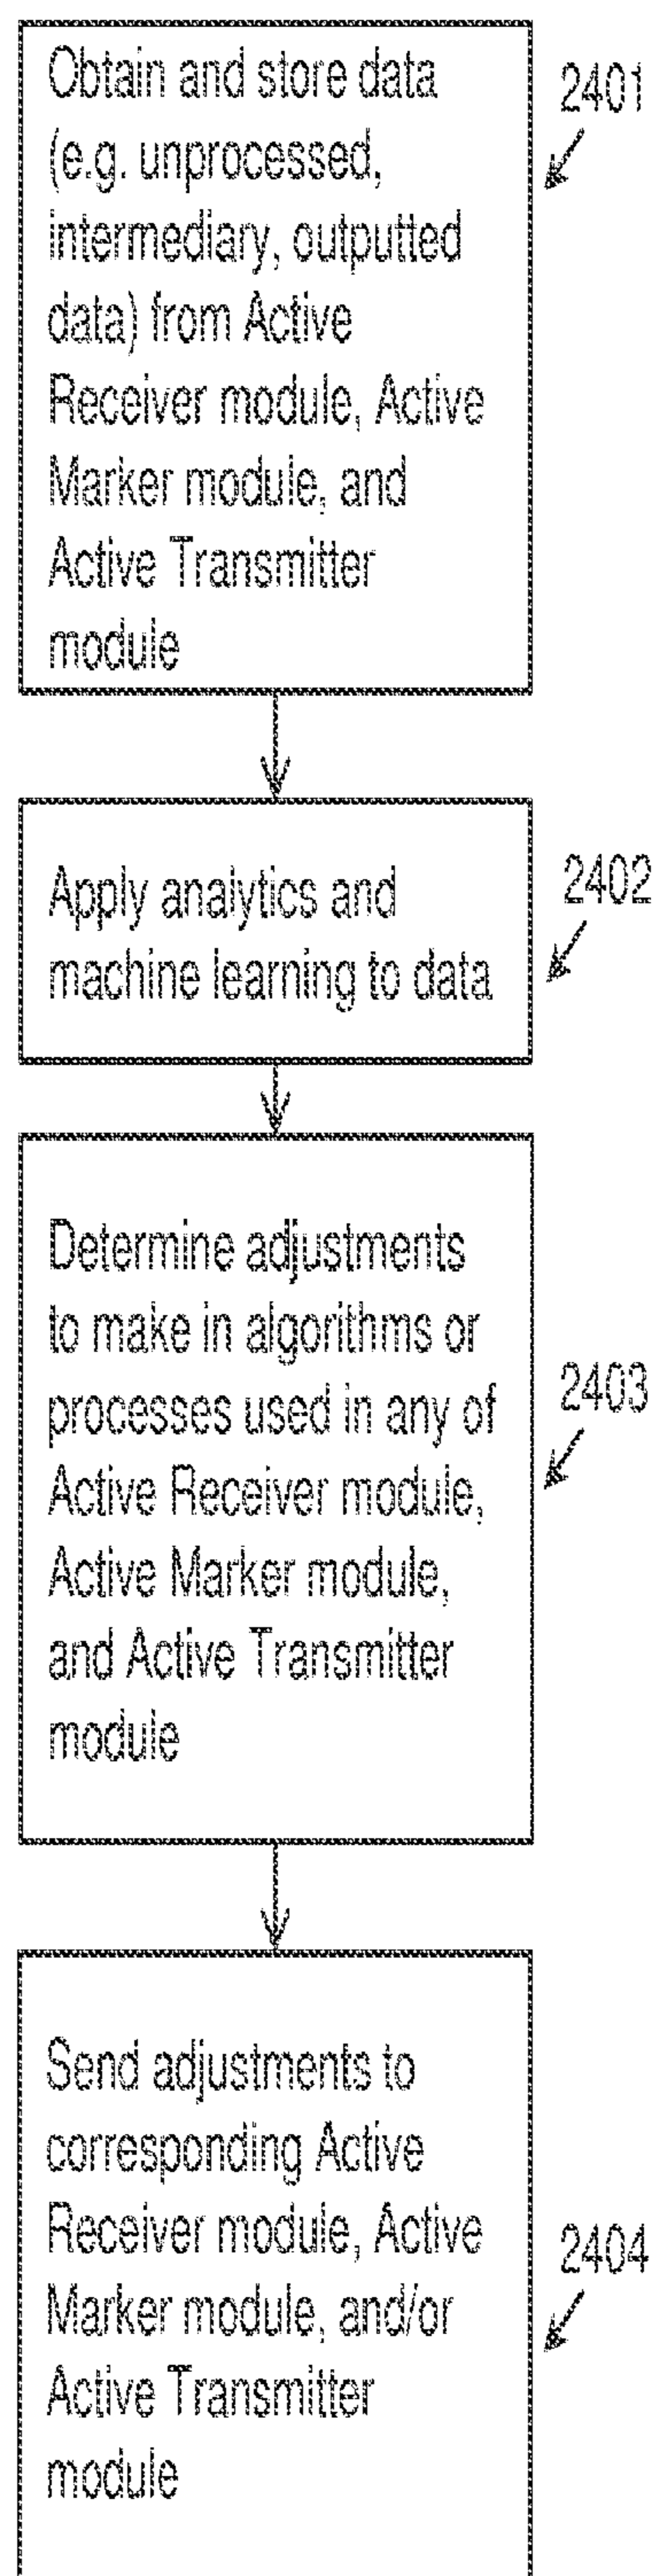 Obtain and store data
(e.g. unprocessed,
intermediary, outputted
data) from Active
Receiver module, Active
Marker module, and
Active Transmitter
module
2401
Apply analytics and
machine learning to data
2402
Determine adjustments
to make in algorithms or
processes used in any of
Active Receiver module,
Active Marker module,
and Active Transmitter
module
2403
Send adjustments to
corresponding Active
Receiver module, Active
Marker module, and/or
Active Transmitter
module
2404